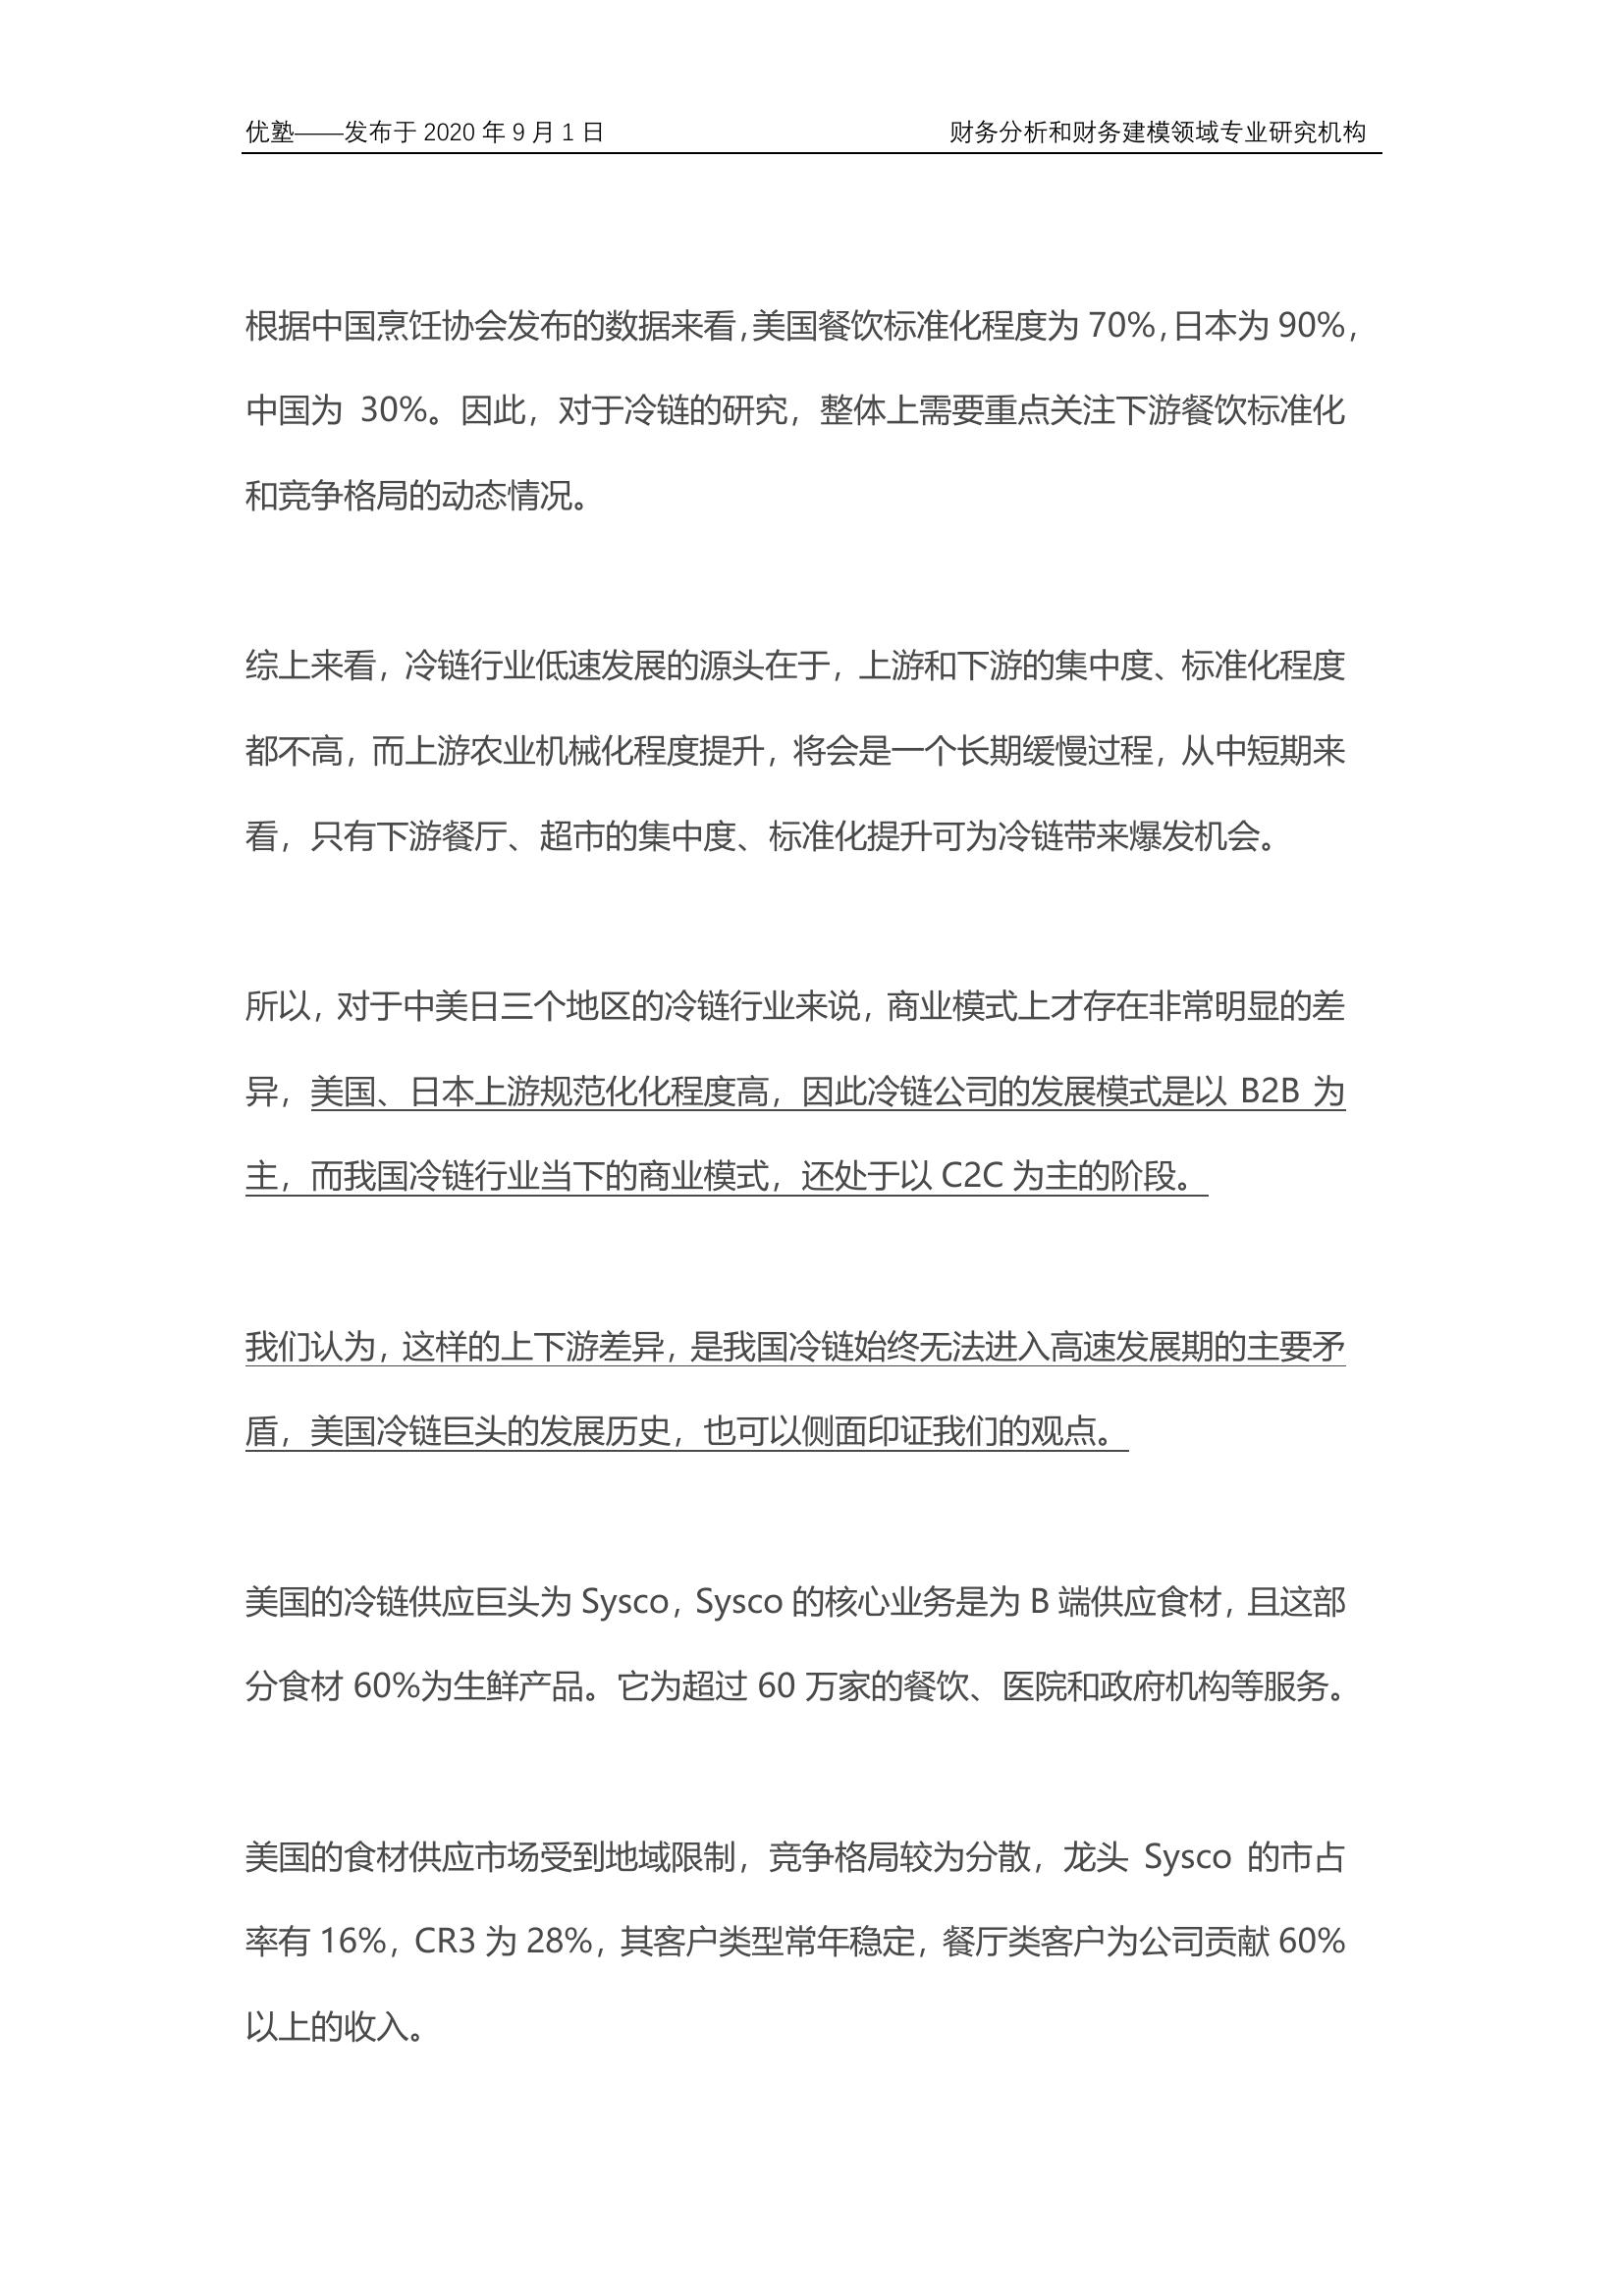 优塾——发布于 2020 年 9 月 1 日 财务分析和财务建模领域专业研究机构
根据中国烹饪协会发布的数据来看，美国餐饮标准化程度为 70%，日本为 90%，
中国为 30%。因此，对于冷链的研究，整体上需要重点关注下游餐饮标准化
和竞争格局的动态情况。
综上来看，冷链行业低速发展的源头在于，上游和下游的集中度、标准化程度
都不高，而上游农业机械化程度提升，将会是一个长期缓慢过程，从中短期来
看，只有下游餐厅、超市的集中度、标准化提升可为冷链带来爆发机会。
所以，对于中美日三个地区的冷链行业来说，商业模式上才存在非常明显的差
异，美国、日本上游规范化化程度高，因此冷链公司的发展模式是以 B2B 为
主，而我国冷链行业当下的商业模式，还处于以 C2C 为主的阶段。
我们认为，这样的上下游差异，是我国冷链始终无法进入高速发展期的主要矛
盾，美国冷链巨头的发展历史，也可以侧面印证我们的观点。
美国的冷链供应巨头为 Sysco，Sysco 的核心业务是为 B 端供应食材，且这部
分食材 60%为生鲜产品。它为超过 60 万家的餐饮、医院和政府机构等服务。
美国的食材供应市场受到地域限制，竞争格局较为分散，龙头 Sysco 的市占
率有 16%，CR3 为 28%，其客户类型常年稳定，餐厅类客户为公司贡献 60%
以上的收入。